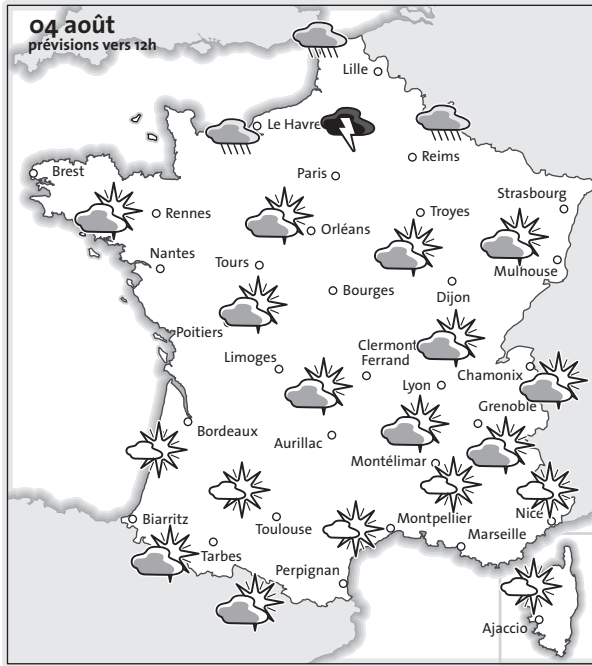 04 août
prévisions vers 12h
Lille
Le Havre
Reims
Paris
Brest
Strasbourg
Rennes
Troyes
Orléans
Nantes
Tours
Mulhouse
Bourges
Dijon
Poitiers
Clermont
Ferrand
Limoges
Chamonix
Lyon
Grenoble
Bordeaux
Aurillac
Montélimar
Biarritz
Toulouse
Montpellier
Nice
Marseille
Tarbes
Perpignan
Ajaccio